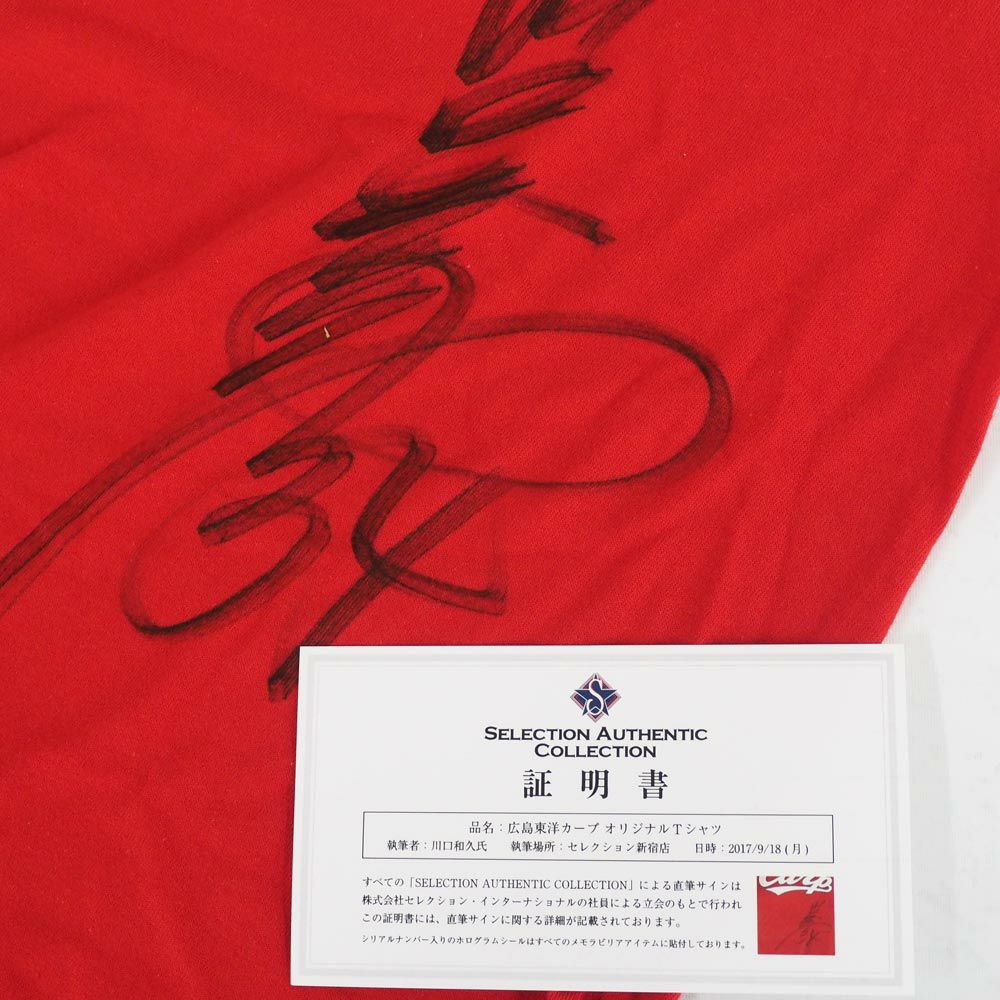 34
SELECTION AUTHENTIC
COLLECTION
証明書
品名：広島東洋カープ オリジナルTシャツ
執筆者：川口和久氏　執筆場所：セレクション新宿店　日時：2017/9/18 (月)
すべての「SELECTION AUTHENTIC COLLECTION」による直筆サインは
株式会社セレクション・インターナショナルの社員による立会のもとで行われ
この証明書には、直筆サインに関する詳細が記載されております。
シリアルナンバー入りのホログラムシールはすべてのメモラビリアアイテムに貼付しております。
Carp
34